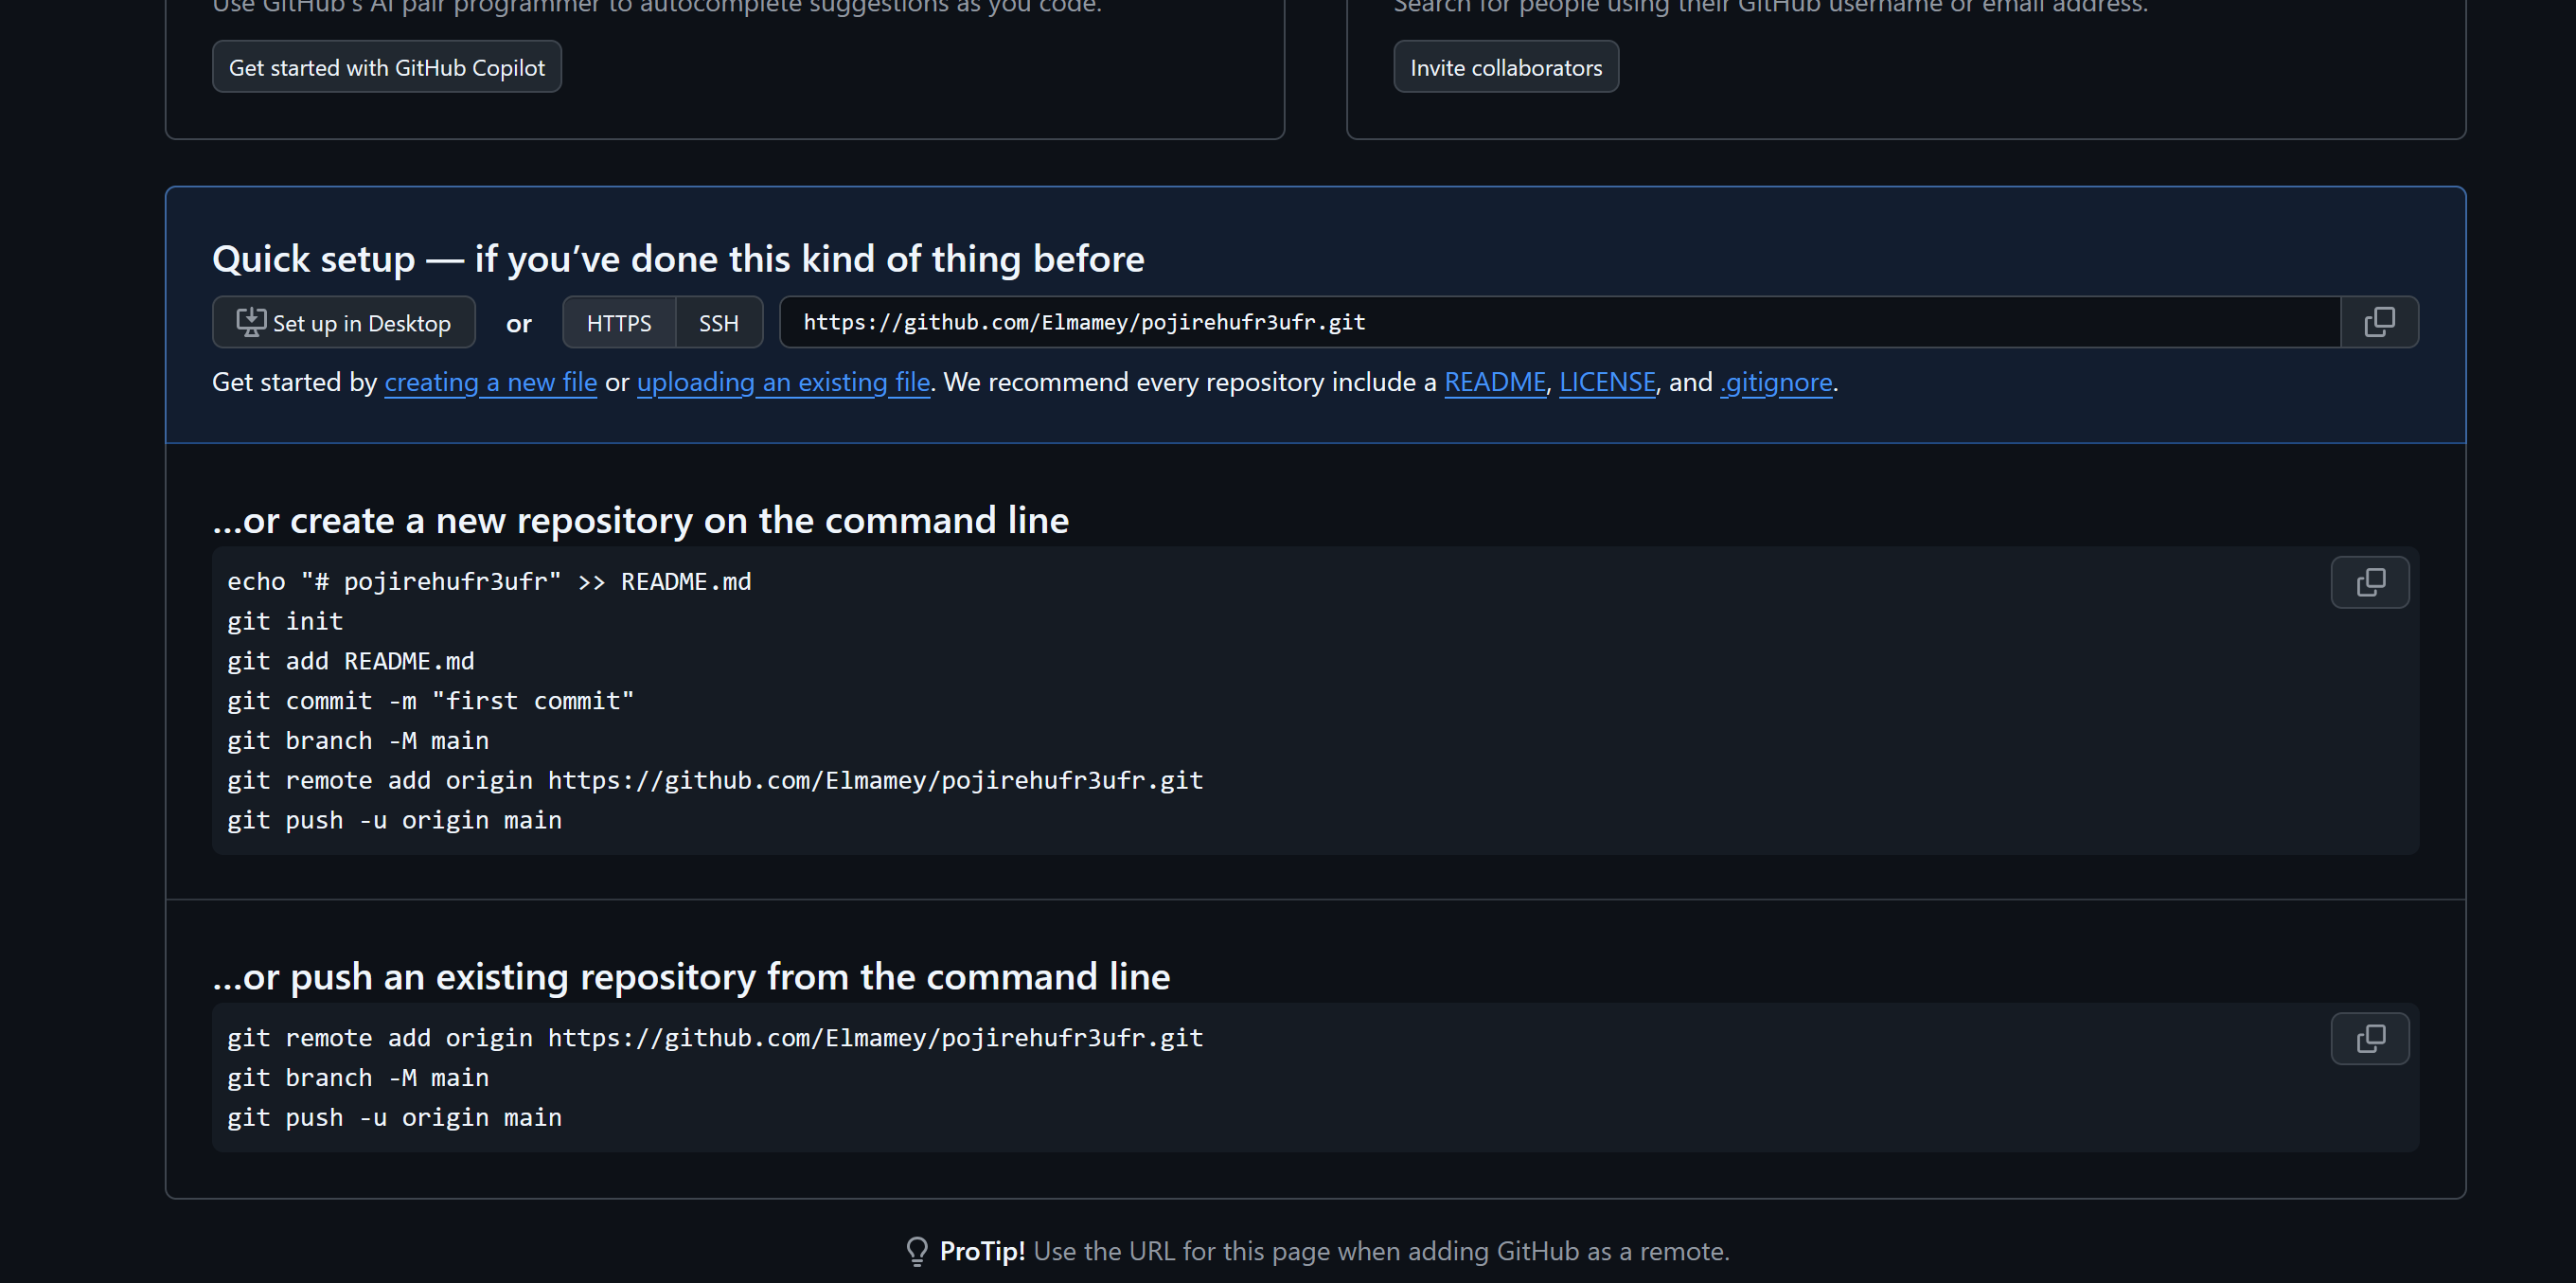 Use GitHub's AI pair programmer to autocomplete suggestions as you code.
Search for people using their GitHub username or email address.
Get started with GitHub Copilot
Invite collaborators
Quick setup — if you’ve done this kind of thing before
Set up in Desktop or HTTPS SSH https://github.com/Elmamey/pojirehufr3ufr.git
Get started by creating a new file or uploading an existing file. We recommend every repository include a README, LICENSE, and .gitignore.
…or create a new repository on the command line
echo "# pojirehufr3ufr" >> README.md
git init
git add README.md
git commit -m "first commit"
git branch -M main
git remote add origin https://github.com/Elmamey/pojirehufr3ufr.git
git push -u origin main
…or push an existing repository from the command line
git remote add origin https://github.com/Elmamey/pojirehufr3ufr.git
git branch -M main
git push -u origin main
ProTip! Use the URL for this page when adding GitHub as a remote.